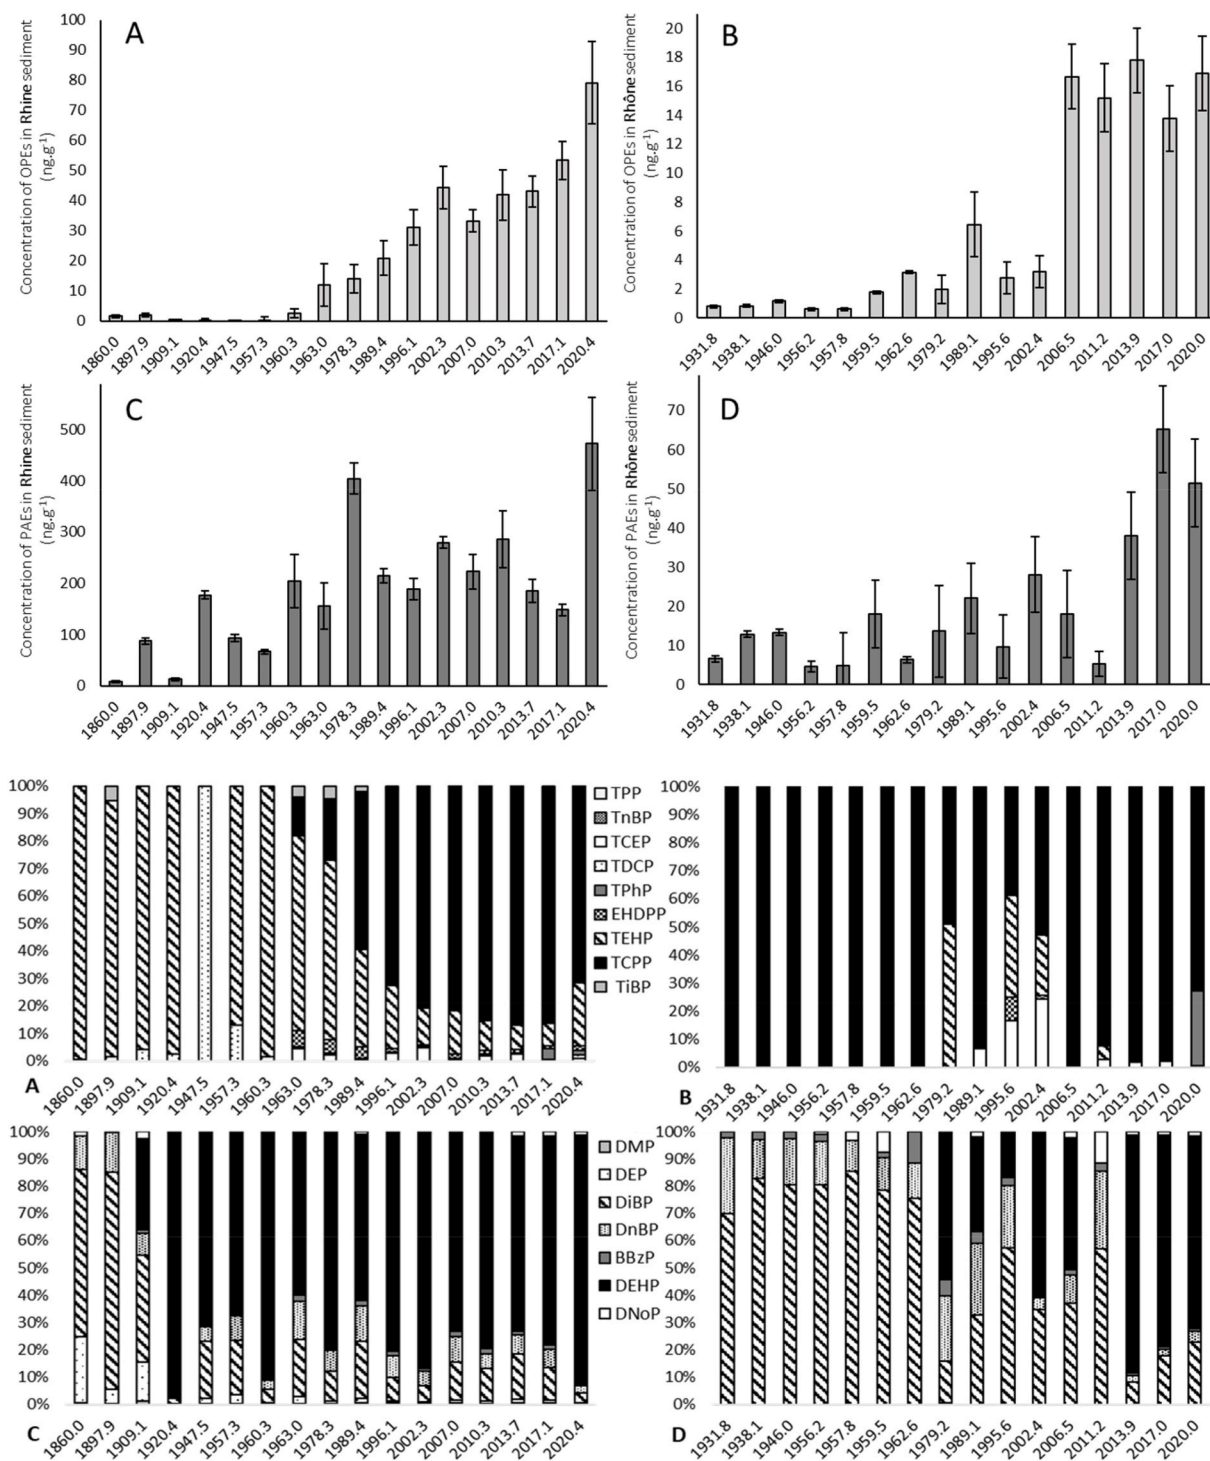 A
Concentration of OPEs in Rhine sediment
(ng.g-1)
100
90
80
70
60
50
40
30
20
10
0
1860.0 1897.9 1909.1 1920.4 1947.5 1957.3 1960.3 1963.0 1978.3 1989.4 1996.1 2002.3 2007.0 2010.3 2013.7 2017.1 2020.4
B
Concentration of OPEs in Rhône sediment
(ng.g-1)
20
18
16
14
12
10
8
6
4
2
0
1931.8 1938.1 1946.0 1956.2 1957.8 1959.5 1962.6 1979.2 1989.1 1995.6 2002.4 2006.5 2011.2 2013.9 2017.0 2020.0
C
Concentration of PAEs in Rhine sediment
(ng.g-1)
500
400
300
200
100
0
1860.0 1897.9 1909.1 1920.4 1947.5 1957.3 1960.3 1963.0 1978.3 1989.4 1996.1 2002.3 2007.0 2010.3 2013.7 2017.1 2020.4
D
Concentration of PAEs in Rhône sediment
(ng.g-1)
70
60
50
40
30
20
10
0
1931.8 1938.1 1946.0 1956.2 1957.8 1959.5 1962.6 1979.2 1989.1 1995.6 2002.4 2006.5 2011.2 2013.9 2017.0 2020.0
100%
90%
80%
70%
60%
50%
40%
30%
20%
10%
0%
A
1860.0 1897.9 1909.1 1920.4 1947.5 1957.3 1960.3 1963.0 1978.3 1989.4 1996.1 2002.3 2007.0 2010.3 2013.7 2017.1 2020.4
TPP
TnBP
TCEP
TDCP
TPhP
EHDPP
TEHP
TCPP
TiBP
100%
90%
80%
70%
60%
50%
40%
30%
20%
10%
0%
B
1931.8 1938.1 1946.0 1956.2 1957.8 1959.5 1962.6 1979.2 1989.1 1995.6 2002.4 2006.5 2011.2 2013.9 2017.0 2020.0
100%
90%
80%
70%
60%
50%
40%
30%
20%
10%
0%
C
1860.0 1897.9 1909.1 1920.4 1947.5 1957.3 1960.3 1963.0 1978.3 1989.4 1996.1 2002.3 2007.0 2010.3 2013.7 2017.1 2020.4
DMP
DEP
DiBP
DnBP
BBzP
DEHP
DNoP
100%
90%
80%
70%
60%
50%
40%
30%
20%
10%
0%
D
1931.8 1938.1 1946.0 1956.2 1957.8 1959.5 1962.6 1979.2 1989.1 1995.6 2002.4 2006.5 2011.2 2013.9 2017.0 2020.0